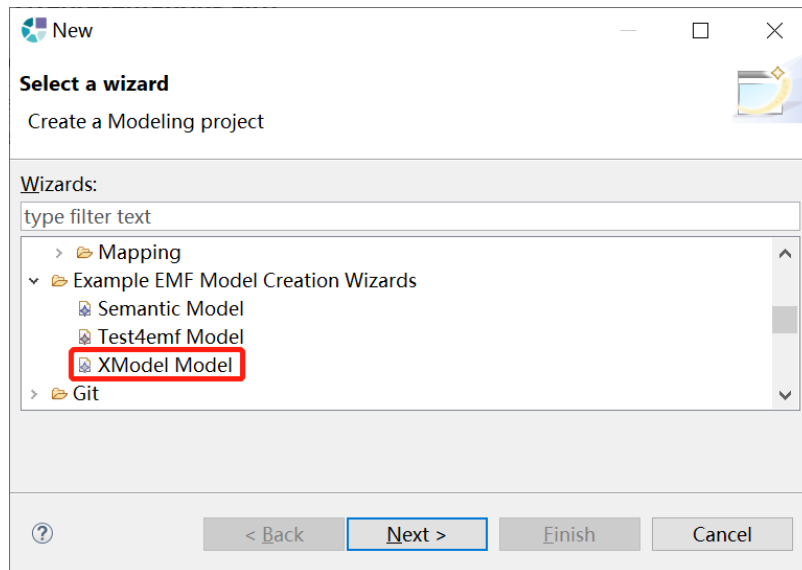 New
Select a wizard
Create a Modeling project
Wizards:
type filter text
Mapping
Example EMF Model Creation Wizards
Semantic Model
Test4emf Model
XModel Model
Git
< Back Next > Finish Cancel